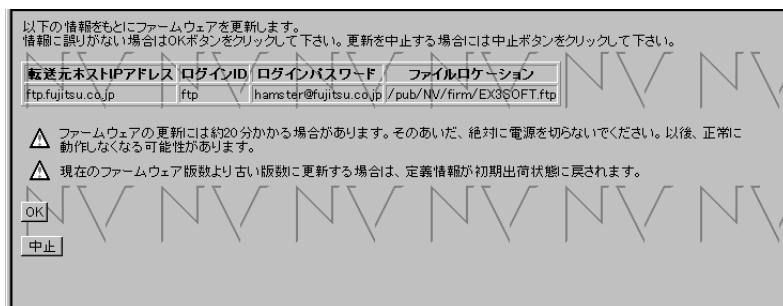 以下の情報をもとにファームウェアを更新します。
情報に誤りがない場合はOKボタンをクリックして下さい。更新を中止する場合には中止ボタンをクリックして下さい。
転送元ホストIPアドレス ログインID ログインパスワード ファイルロケーション
ftp.fujitsu.co.jp ftp hamster@fujitsu.co.jp /pub/NV/firm/EX3SOFT.ftp
ファームウェアの更新には約20分かかる場合があります。そのあいだ、絶対に電源を切らないでください。以後、正常に
動作しなくなる可能性があります。
現在のファームウェア版数より古い版数に更新する場合は、定義情報が初期出荷状態に戻されます。
OK
中止